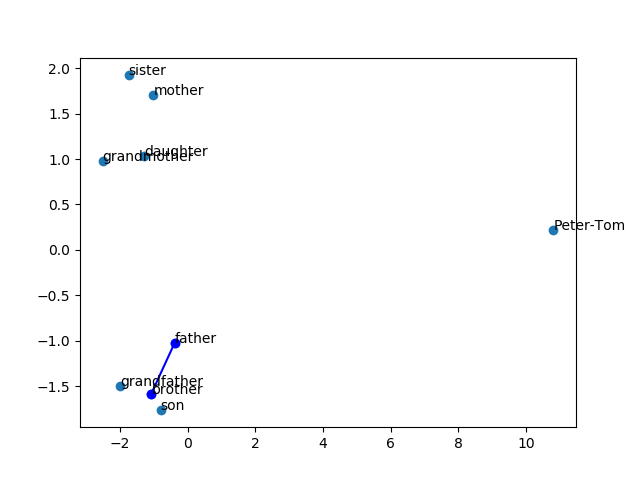 2.0
1.5
1.0
0.5
0.0
−0.5
−1.0
−1.5
sister
mother
daughter
grandmother
Peter-Tom
father
grandfather
brother
son
−2 0 2 4 6 8 10